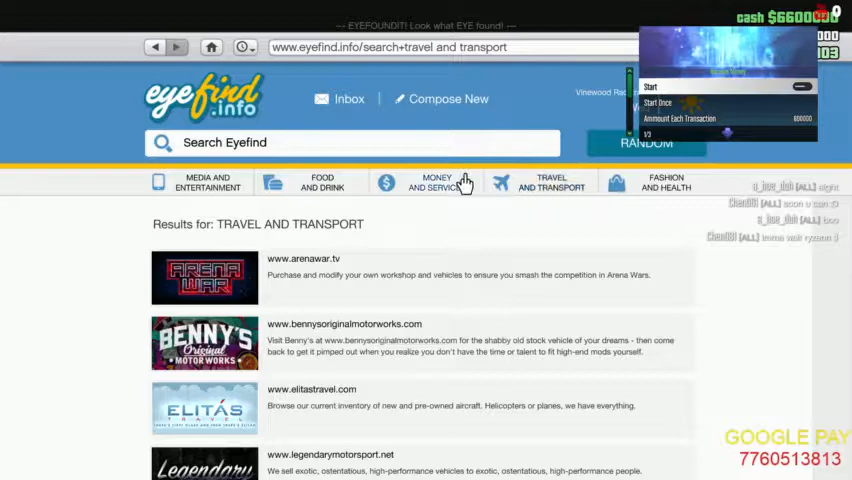 --- EYEFOUNDIT! Look what EYE found! ---
cash $6600000
www.eyefind.info/search+travel and transport
eyefind
.info
Inbox | Compose New
Start
Start Once
Ammount Each Transaction 600000
1/3
Search Eyefind
RANDOM
MEDIA AND
ENTERTAINMENT
FOOD
AND DRINK
MONEY
AND SERVIC
TRAVEL
AND TRANSPORT
FASHION
AND HEALTH
Results for: TRAVEL AND TRANSPORT
ARENA
WAR
www.arenawar.tv
Purchase and modify your own workshop and vehicles to ensure you smash the competition in Arena Wars.
BENNY'S
Original
MOTOR WORKS
www.bennysoriginalmotorworks.com
Visit Benny's at www.bennysoriginalmotorworks.com for the shabby old stock vehicle of your dreams - then come
back to get it pimped out when you realize you don't have the time or talent to fit high-end mods yourself.
ELITÁS
TRAVEL
www.elitastravel.com
Browse our current inventory of new and pre-owned aircraft. Helicopters or planes, we have everything.
Legendary
www.legendarymotorsport.net
We sell exotic, ostentatious, high-performance vehicles to exotic, ostentatious, high-performance people.
GOOGLE PAY
7760513813